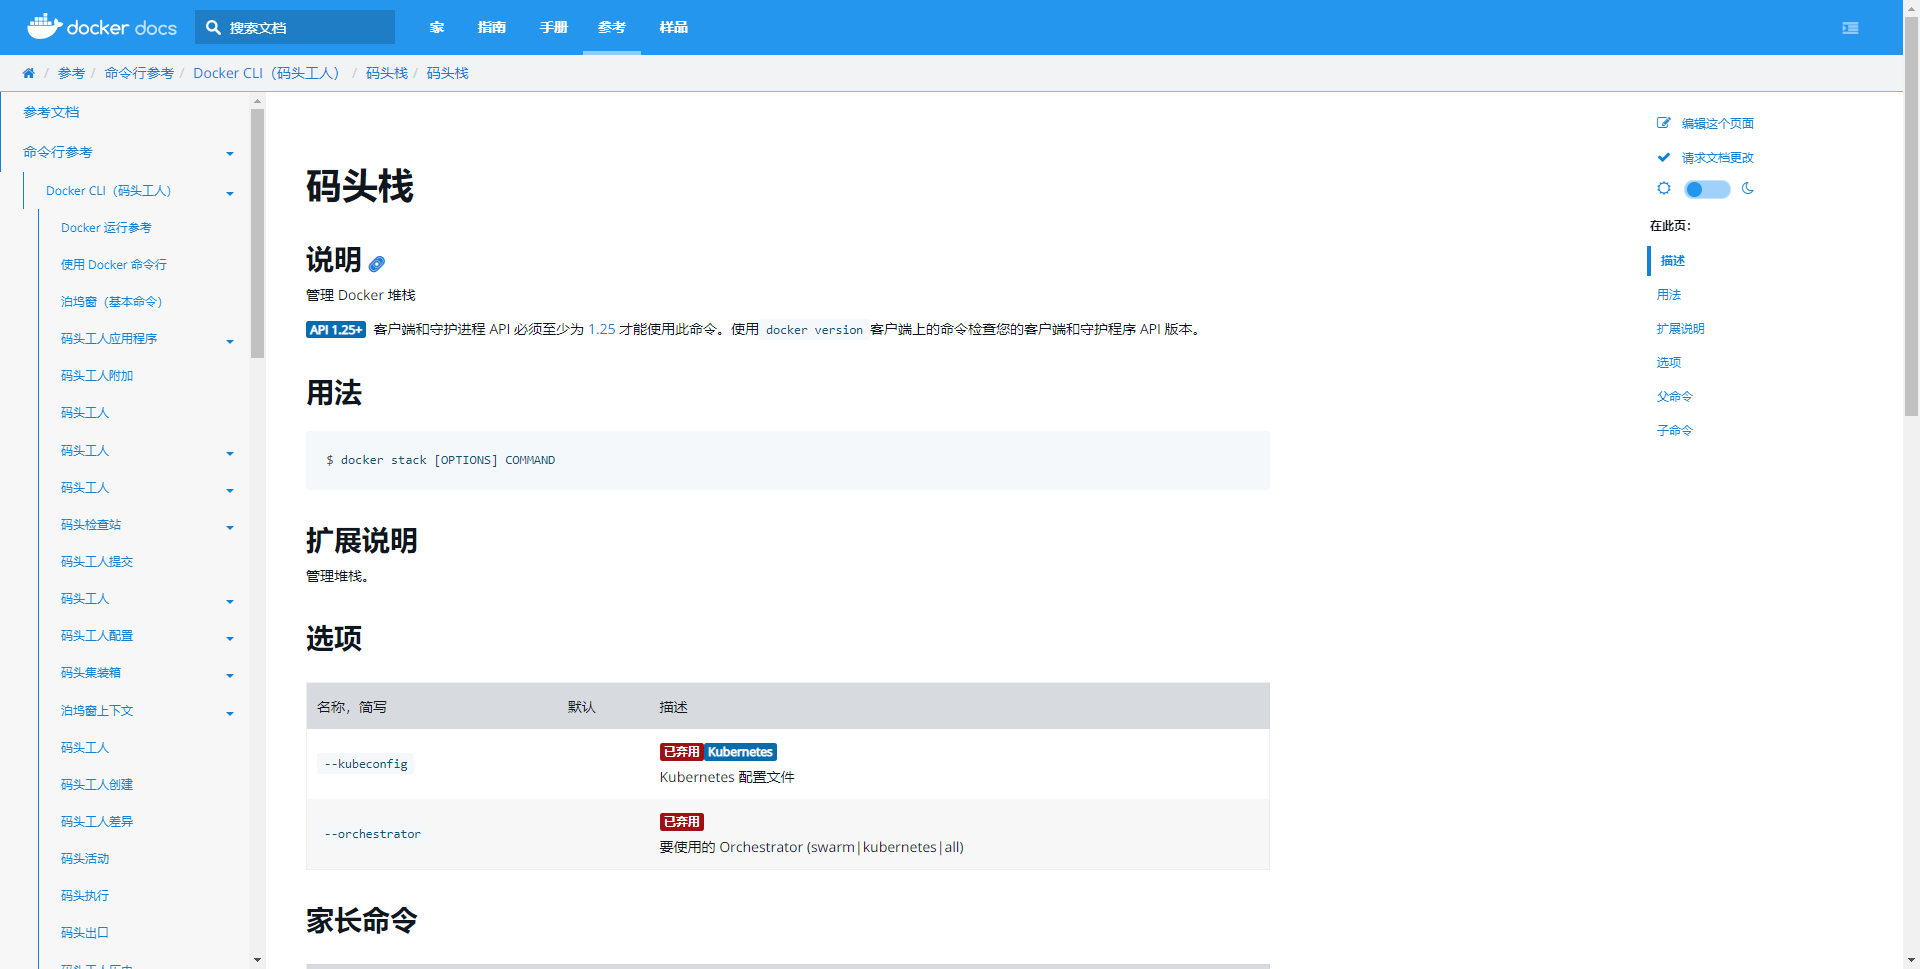 docker docs
搜索文档
家 指南 手册 参考 样品
/ 参考 / 命令行参考 / Docker CLI（码头工人） / 码头栈 / 码头栈
参考文档
命令行参考
Docker CLI（码头工人）
Docker 运行参考
使用 Docker 命令行
泊坞窗（基本命令）
码头工人应用程序
码头工人附加
码头工人
码头工人
码头工人
码头检查站
码头工人提交
码头工人
码头工人配置
码头集装箱
泊坞窗上下文
码头工人
码头工人创建
码头工人差异
码头活动
码头执行
码头出口
码头工人历史
码头栈
说明
管理 Docker 堆栈
API 1.25+ 客户端和守护进程 API 必须至少为 1.25 才能使用此命令。使用 docker version 客户端上的命令检查您的客户端和守护程序 API 版本。
用法
$ docker stack [OPTIONS] COMMAND
扩展说明
管理堆栈。
选项
名称，简写 默认 描述
--kubeconfig
已弃用 Kubernetes
Kubernetes 配置文件
--orchestrator
已弃用
要使用的 Orchestrator (swarm|kubernetes|all)
家长命令
编辑这个页面
请求文档更改
在此页：
描述
用法
扩展说明
选项
父命令
子命令